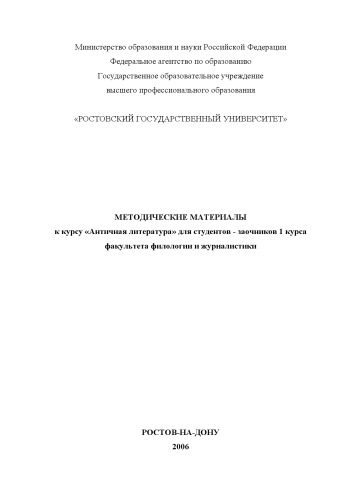 Министерство образования и науки Российской Федерации
Федеральное агентство по образованию
Государственное образовательное учреждение
высшего профессионального образования
«РОСТОВСКИЙ ГОСУДАРСТВЕННЫЙ УНИВЕРСИТЕТ»
МЕТОДИЧЕСКИЕ МАТЕРИАЛЫ
к курсу «Античная литература» для студентов - заочников 1 курса
факультета филологии и журналистики
РОСТОВ-НА-ДОНУ
2006